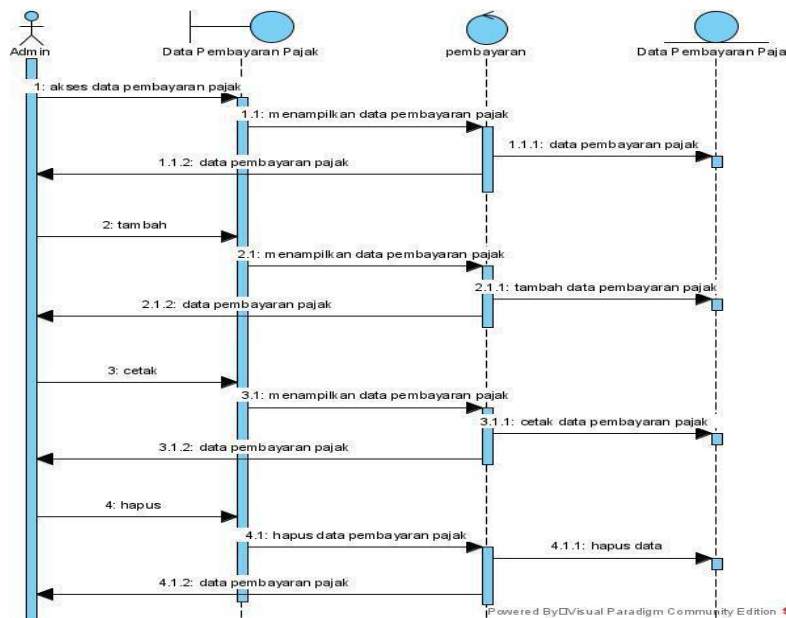 Admin
Data Pembayaran Pajak
pembayaran
Data Pembayaran Paja
1: akses data pembayaran pajak
1.1: menampilkan data pembayaran pajak
1.1.1: data pembayaran pajak
1.1.2: data pembayaran pajak
2: tambah
2.1: menampilkan data pembayaran pajak
2.1.1: tambah data pembayaran pajak
2.1.2: data pembayaran pajak
3: cetak
3.1: menampilkan data pembayaran pajak
3.1.1: cetak data pembayaran pajak
3.1.2: data pembayaran pajak
4: hapus
4.1: hapus data pembayaran pajak
4.1.1: hapus data
4.1.2: data pembayaran pajak
Powered By□Visual Paradigm Community Edition